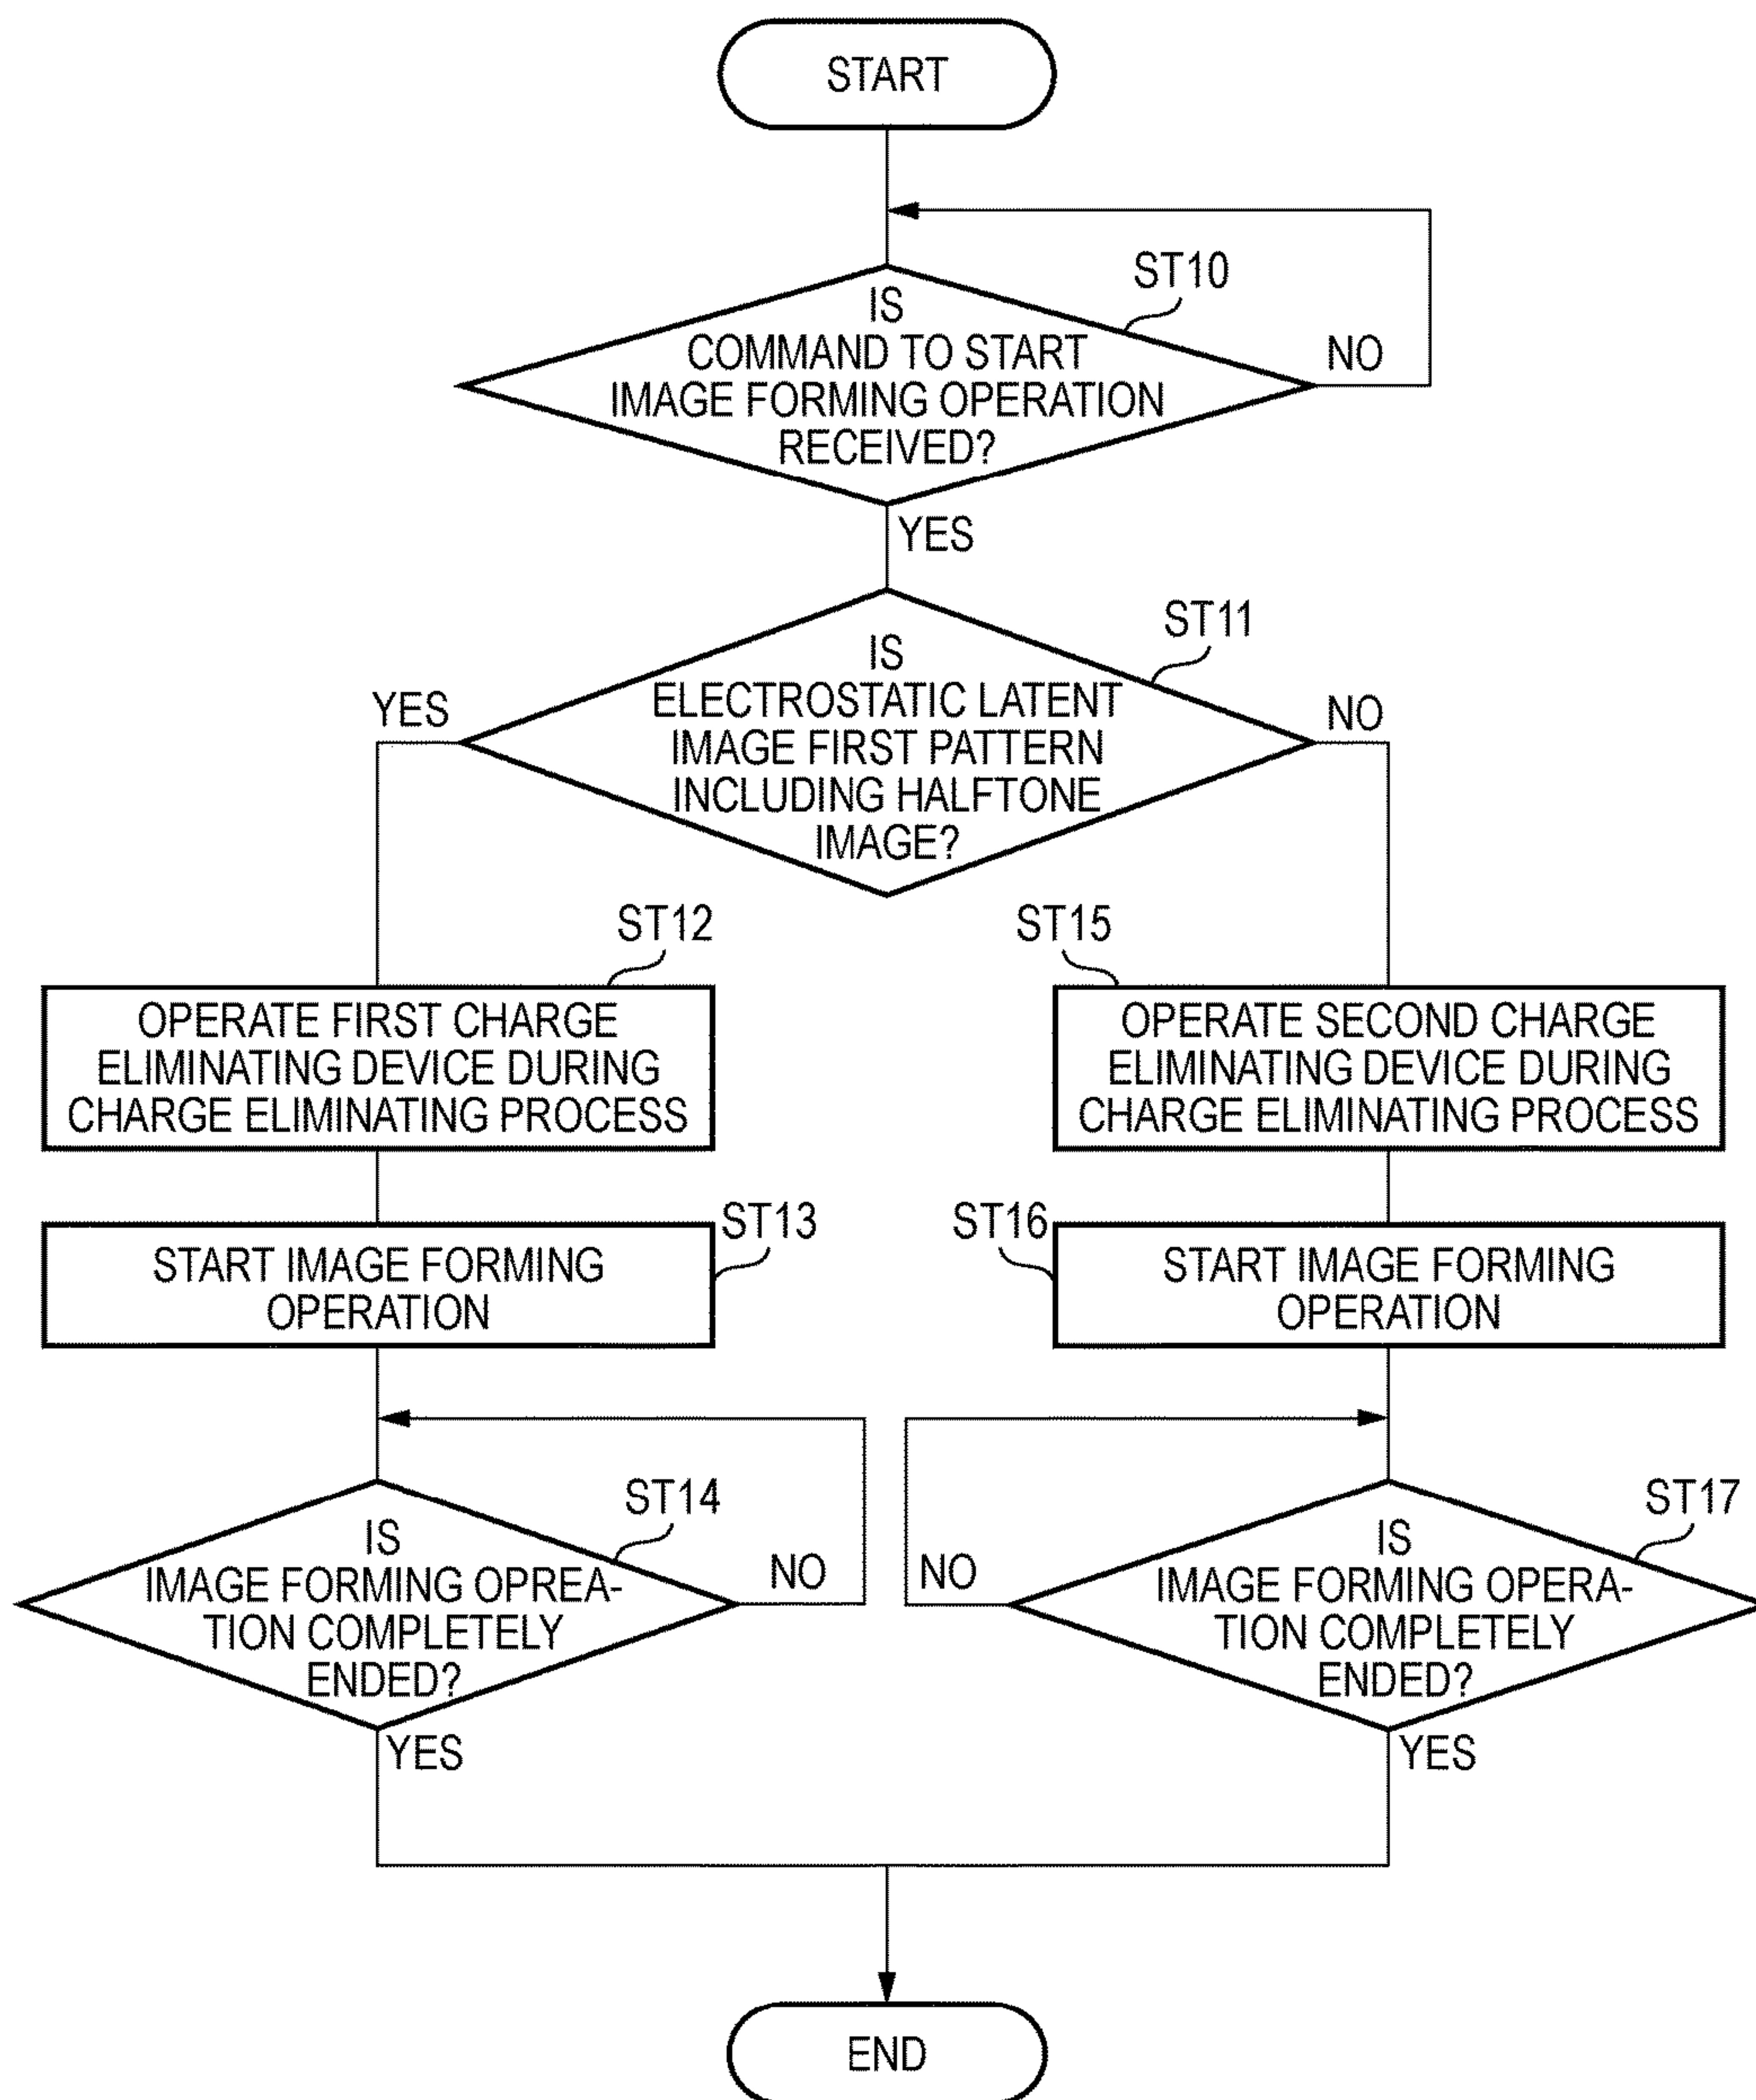 START
ST10
IS
COMMAND TO START
IMAGE FORMING OPERATION
RECEIVED?
NO
YES
ST11
IS
ELECTROSTATIC LATENT
IMAGE FIRST PATTERN
INCLUDING HALFTONE
IMAGE?
YES
NO
ST12
OPERATE FIRST CHARGE
ELIMINATING DEVICE DURING
CHARGE ELIMINATING PROCESS
ST15
OPERATE SECOND CHARGE
ELIMINATING DEVICE DURING
CHARGE ELIMINATING PROCESS
ST13
START IMAGE FORMING
OPERATION
ST16
START IMAGE FORMING
OPERATION
ST14
IS
IMAGE FORMING OPREA-
TION COMPLETELY
ENDED?
NO
YES
ST17
IS
IMAGE FORMING OPERA-
TION COMPLETELY
ENDED?
NO
YES
END